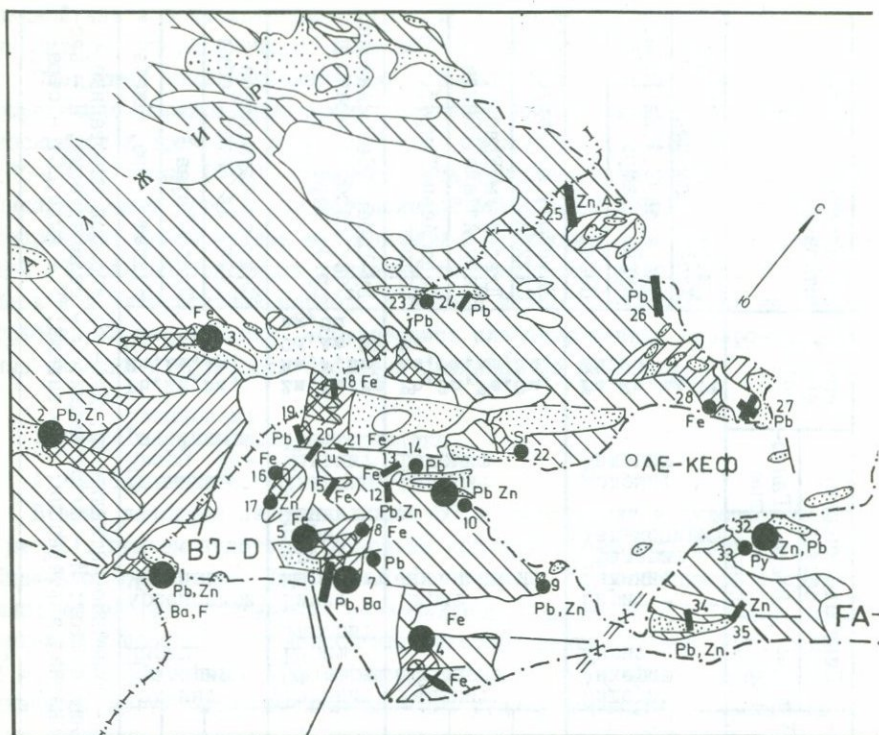 АЛЖИР
С
Ю
25 Zn, As
Pb
26
23 24
Pb Pb
Fe
3
18 Fe
28
Fe
27
Pb
2 Pb, Zn
19
Pb
20
Cu
21 Fe
Sr
22
ЛЕ-КЕФ
Fe
16
13
Fe
14
Pb
15
Fe
12
Pb, Zn
11
Pb Zn
10
17
Zn
5
Fe
8
Fe
BJ-D
32
Zn, Pb
33
Py
Pb
7
6
Pb, Ba
9
Pb, Zn
Pb, Zn
Ba, F
Fe
4
Fe
34
Pb, Zn
Zn
35
FA-